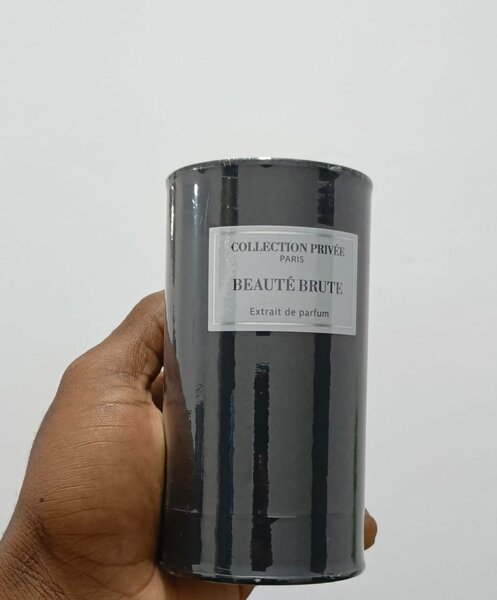 COLLECTION PRIVÉE
PARIS
BEAUTÉ BRUTE
Extrait de parfum